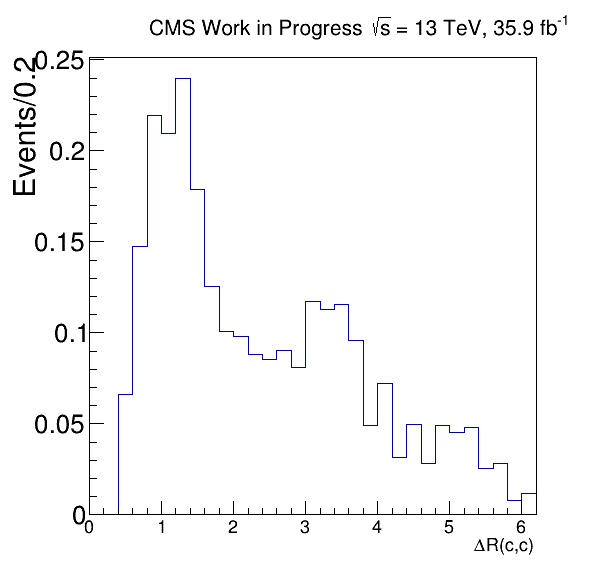 CMS Work in Progress √s = 13 TeV, 35.9 fb⁻¹
Events/0.2
0.25
0.2
0.15
0.1
0.05
0
0 1 2 3 4 5 6
ΔR(c,c)